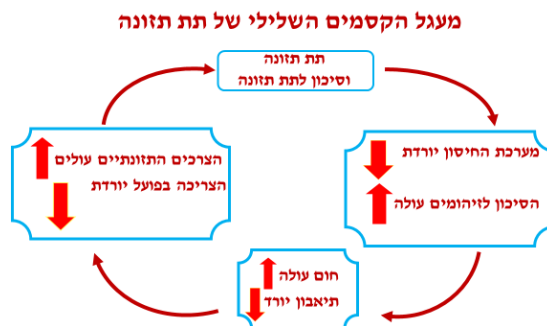 מעגל הקסמים השלילי של תת תזונה
תת תזונה
וסיכון לתת תזונה
מערכת החיסון יורדת
הסיכון לזיהומים עולה
חום עולה
תיאבון יורד
הצרכים התזונתיים עולים
הצריכה בפועל יורדת